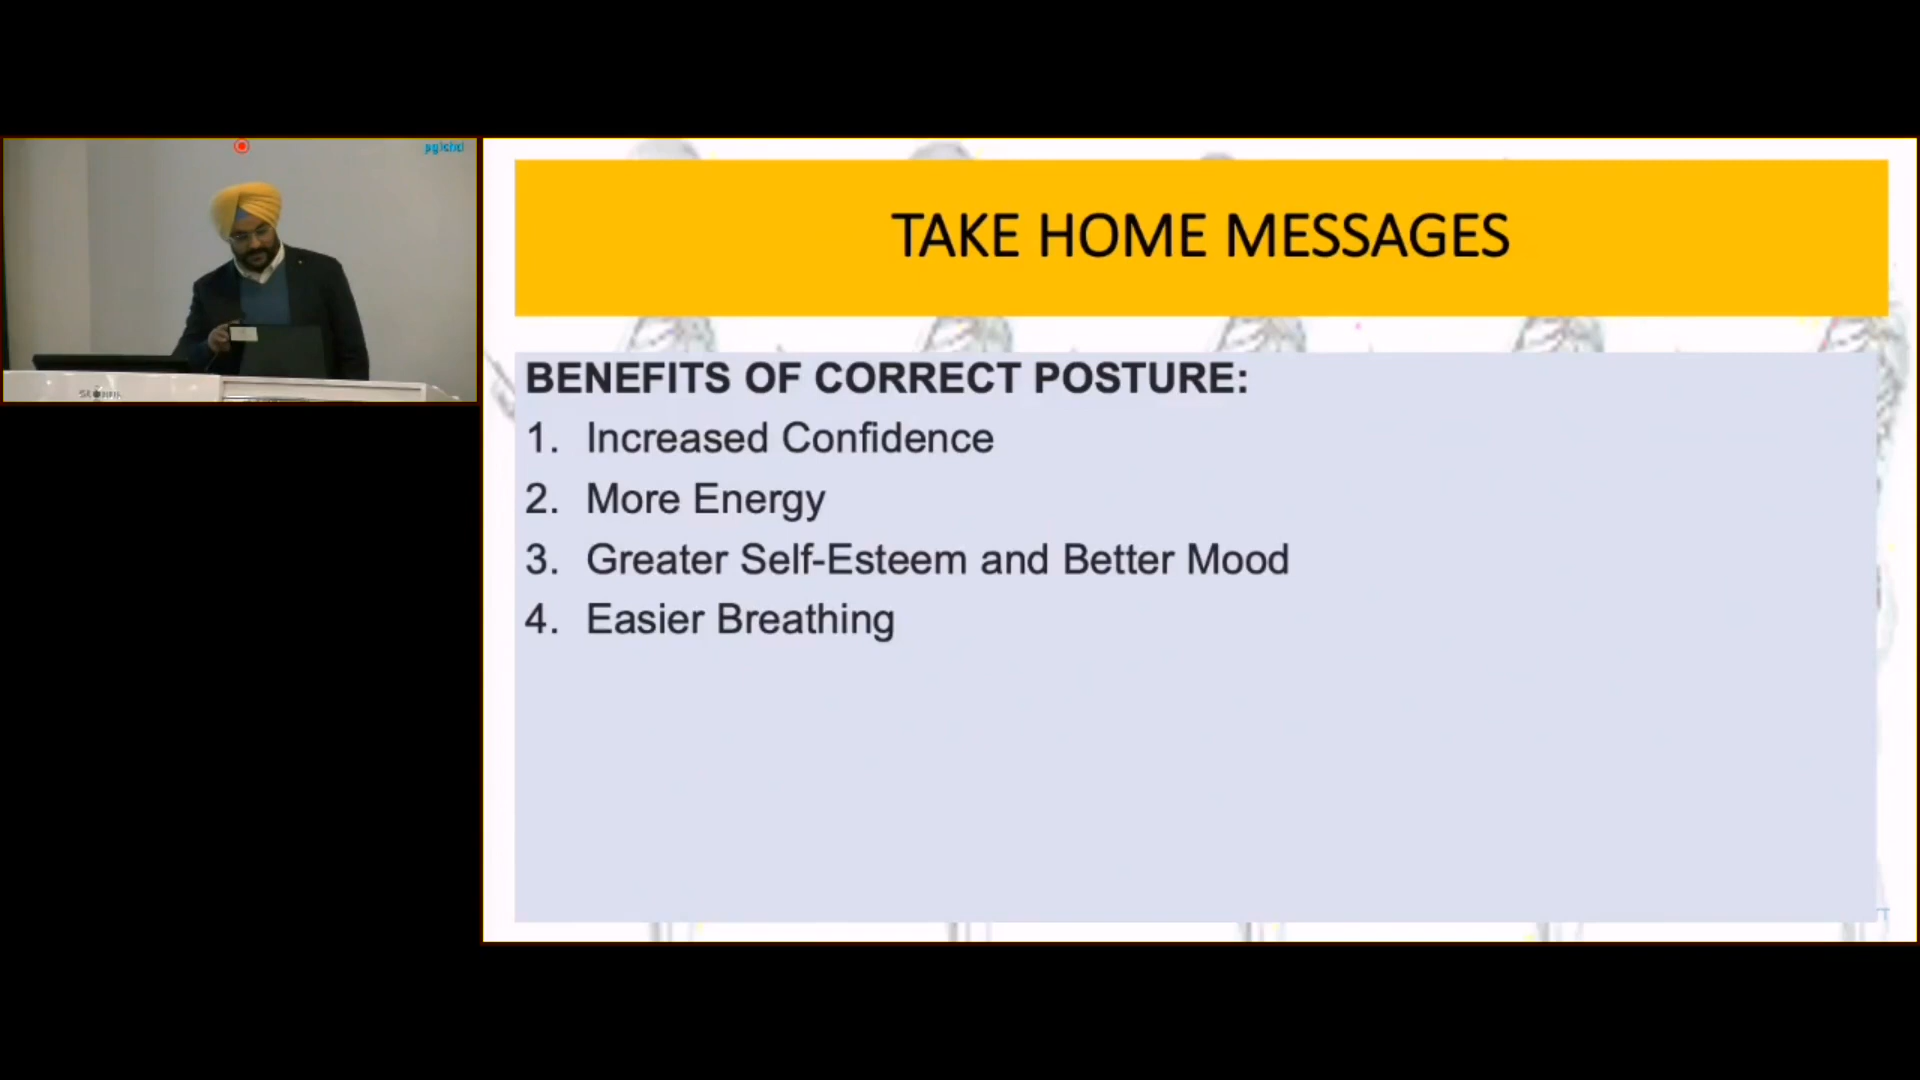 pgichd
TAKE HOME MESSAGES
BENEFITS OF CORRECT POSTURE:
1. Increased Confidence
2. More Energy
3. Greater Self-Esteem and Better Mood
4. Easier Breathing